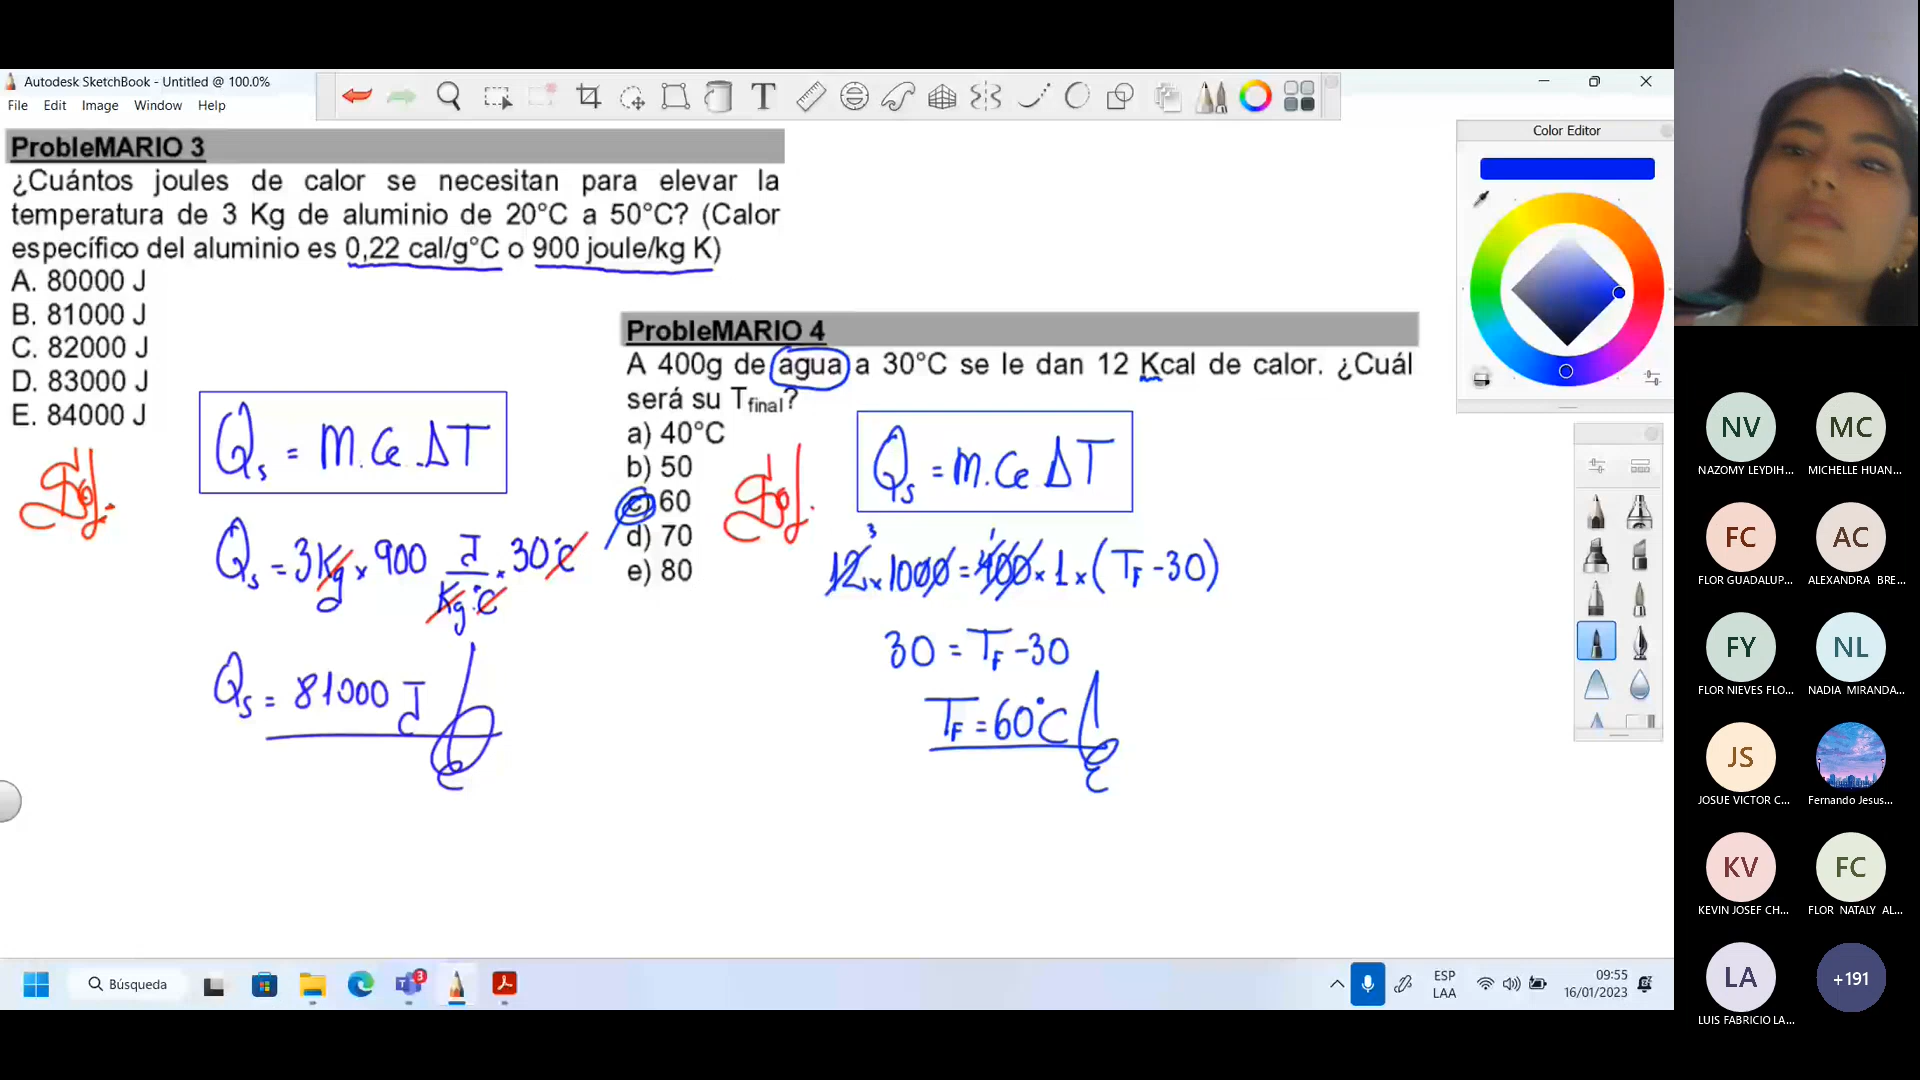 Autodesk SketchBook - Untitled @ 100.0%
File Edit Image Window Help
ProbleMARIO 3
¿Cuántos joules de calor se necesitan para elevar la
temperatura de 3 Kg de aluminio de 20°C a 50°C? (Calor
específico del aluminio es 0,22 cal/g°C o 900 joule/kg K)
A. 80000 J
B. 81000 J
C. 82000 J
D. 83000 J
E. 84000 J
Sol.
Qs = m.Ce.ΔT
Qs = 3Kg × 900 J/Kg·°C × 30°C
Qs = 81000 J
ProbleMARIO 4
A 400g de agua a 30°C se le dan 12 Kcal de calor. ¿Cuál
será su Tfinal?
a) 40°C
b) 50
c) 60
d) 70
e) 80
Sol.
Qs = m.Ce ΔT
3 1
12 × 1000 = 400 × 1 × (TF - 30)
30 = TF - 30
TF = 60°C
Color Editor
NV
NAZOMY LEYDIH...
MC
MICHELLE HUAN...
FC
FLOR GUADALUP...
AC
ALEXANDRA BRE...
FY
FLOR NIEVES FLO...
NL
NADIA MIRANDA...
JS
JOSUE VICTOR C...
Fernando Jesus...
KV
KEVIN JOSEF CH...
FC
FLOR NATALY AL...
LA
LUIS FABRICIO LA...
+191
Búsqueda
3
ESP
LAA
09:55
16/01/2023